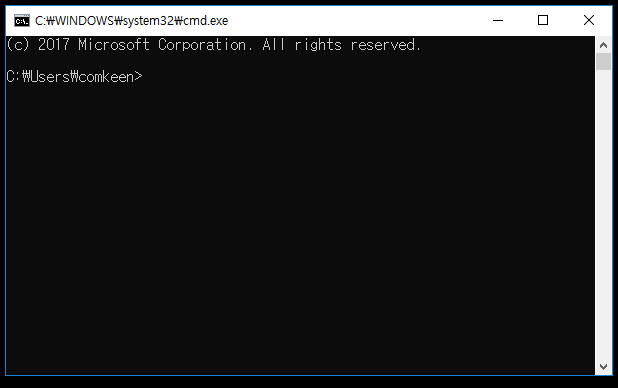 C:₩WINDOWS₩system32₩cmd.exe
(c) 2017 Microsoft Corporation. All rights reserved.
C:₩Users₩comkeen>